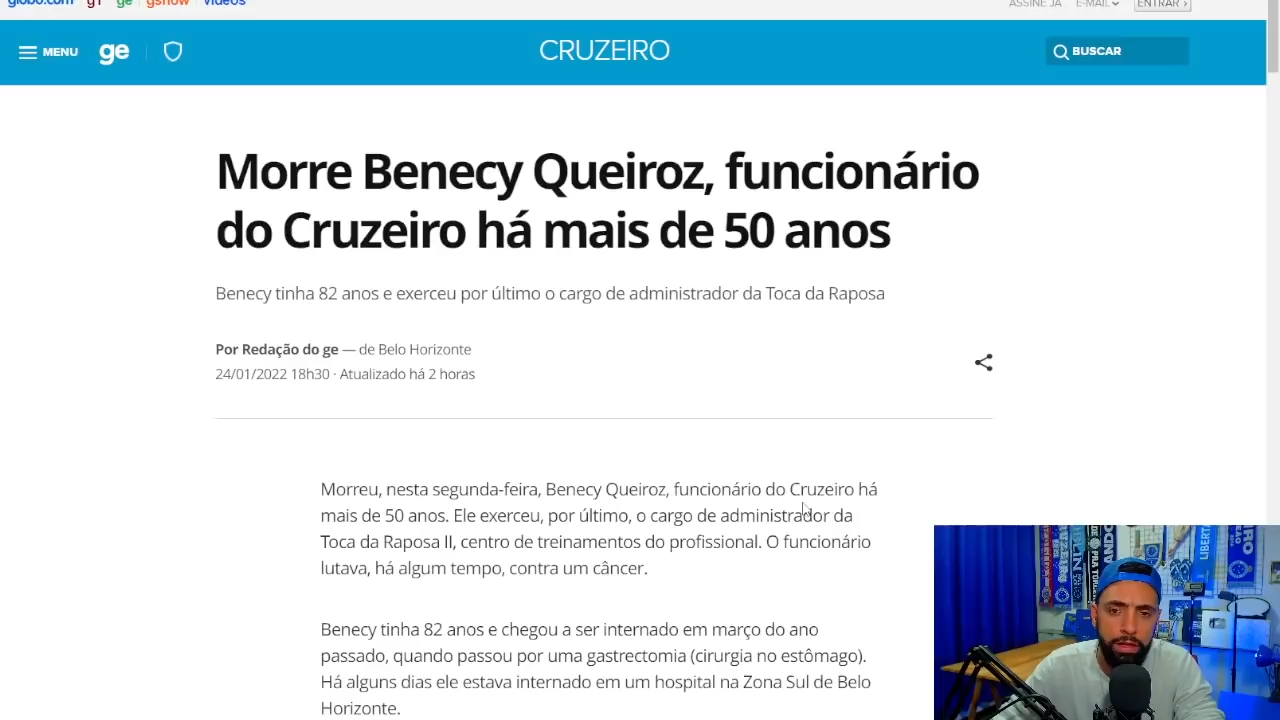 globo.com g1 ge gshow vídeos ASSINE JÁ E-MAIL ENTRAR ›
MENU ge CRUZEIRO BUSCAR
Morre Benecy Queiroz, funcionário
do Cruzeiro há mais de 50 anos
Benecy tinha 82 anos e exerceu por último o cargo de administrador da Toca da Raposa
Por Redação do ge — de Belo Horizonte
24/01/2022 18h30 · Atualizado há 2 horas
Morreu, nesta segunda-feira, Benecy Queiroz, funcionário do Cruzeiro há
mais de 50 anos. Ele exerceu, por último, o cargo de administrador da
Toca da Raposa II, centro de treinamentos do profissional. O funcionário
lutava, há algum tempo, contra um câncer.
Benecy tinha 82 anos e chegou a ser internado em março do ano
passado, quando passou por uma gastrectomia (cirurgia no estômago).
Há alguns dias ele estava internado em um hospital na Zona Sul de Belo
Horizonte.